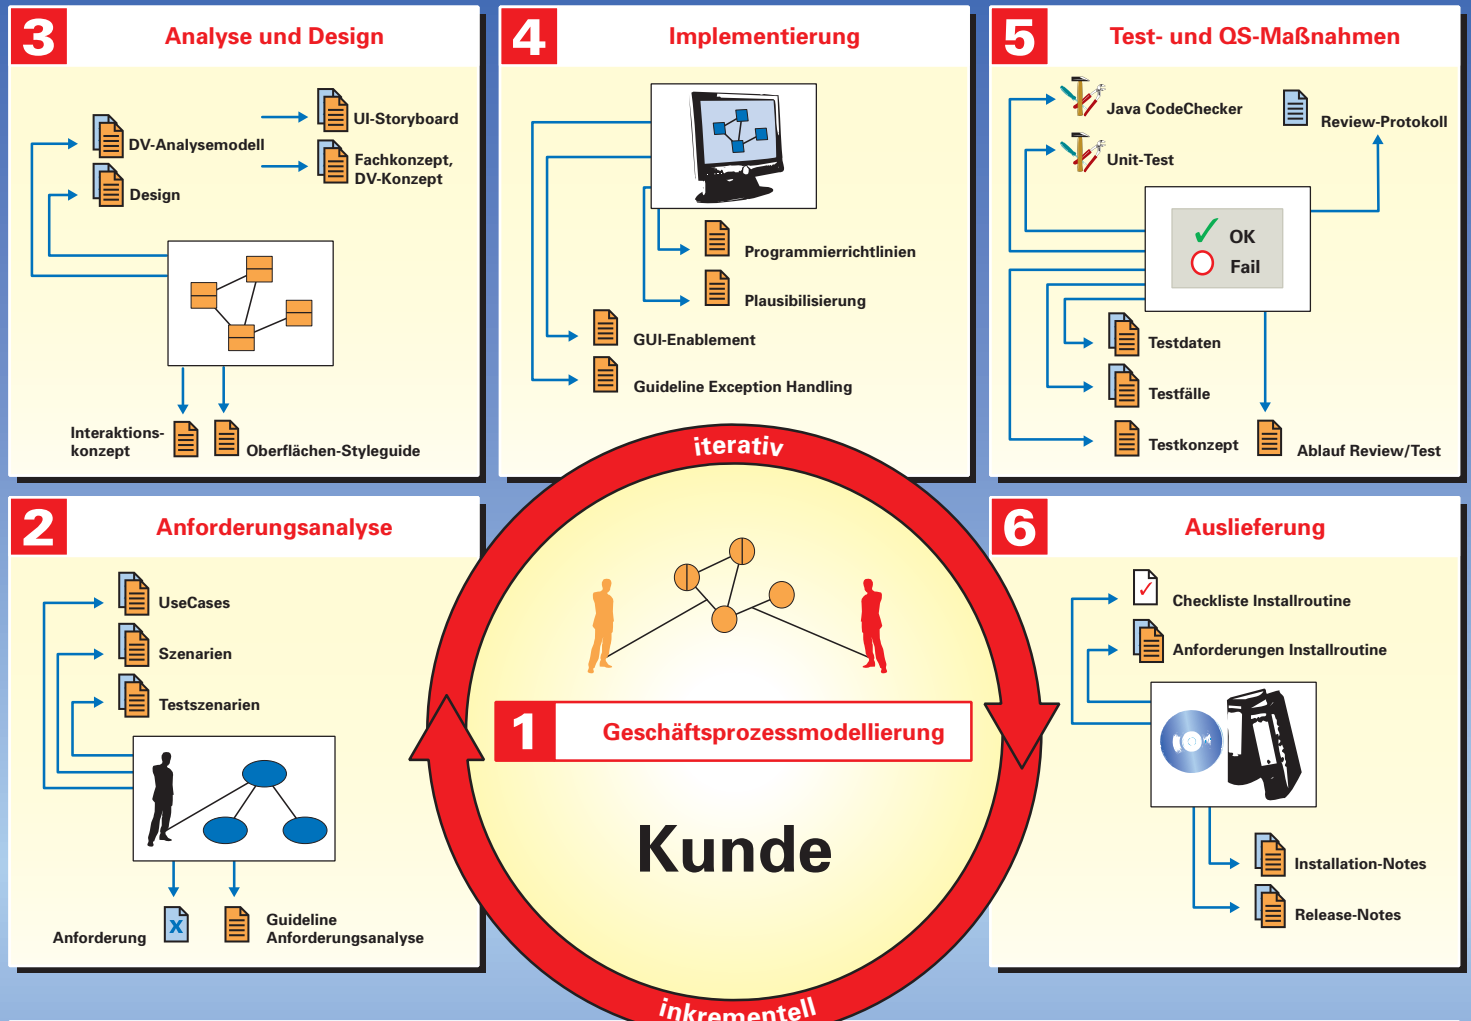 3
Analyse und Design
UI-Storyboard
DV-Analysemodell
Fachkonzept,
DV-Konzept
Design
Interaktions-
konzept
Oberflächen-Styleguide
4
Implementierung
Programmierrichtlinien
Plausibilisierung
GUI-Enablement
Guideline Exception Handling
5
Test- und QS-Maßnahmen
Java CodeChecker
Review-Protokoll
Unit-Test
OK
Fail
Testdaten
Testfälle
Testkonzept
Ablauf Review/Test
2
Anforderungsanalyse
UseCases
Szenarien
Testszenarien
Anforderung
X
Guideline
Anforderungsanalyse
iterativ
1
Geschäftsprozessmodellierung
Kunde
inkrementell
6
Auslieferung
Checkliste Installroutine
Anforderungen Installroutine
Installation-Notes
Release-Notes